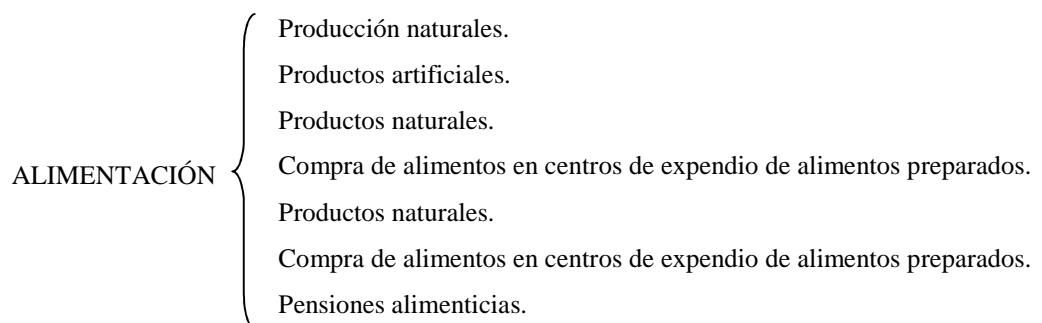 Producción naturales.
Productos artificiales.
Productos naturales.
ALIMENTACIÓN
Compra de alimentos en centros de expendio de alimentos preparados.
Productos naturales.
Compra de alimentos en centros de expendio de alimentos preparados.
Pensiones alimenticias.